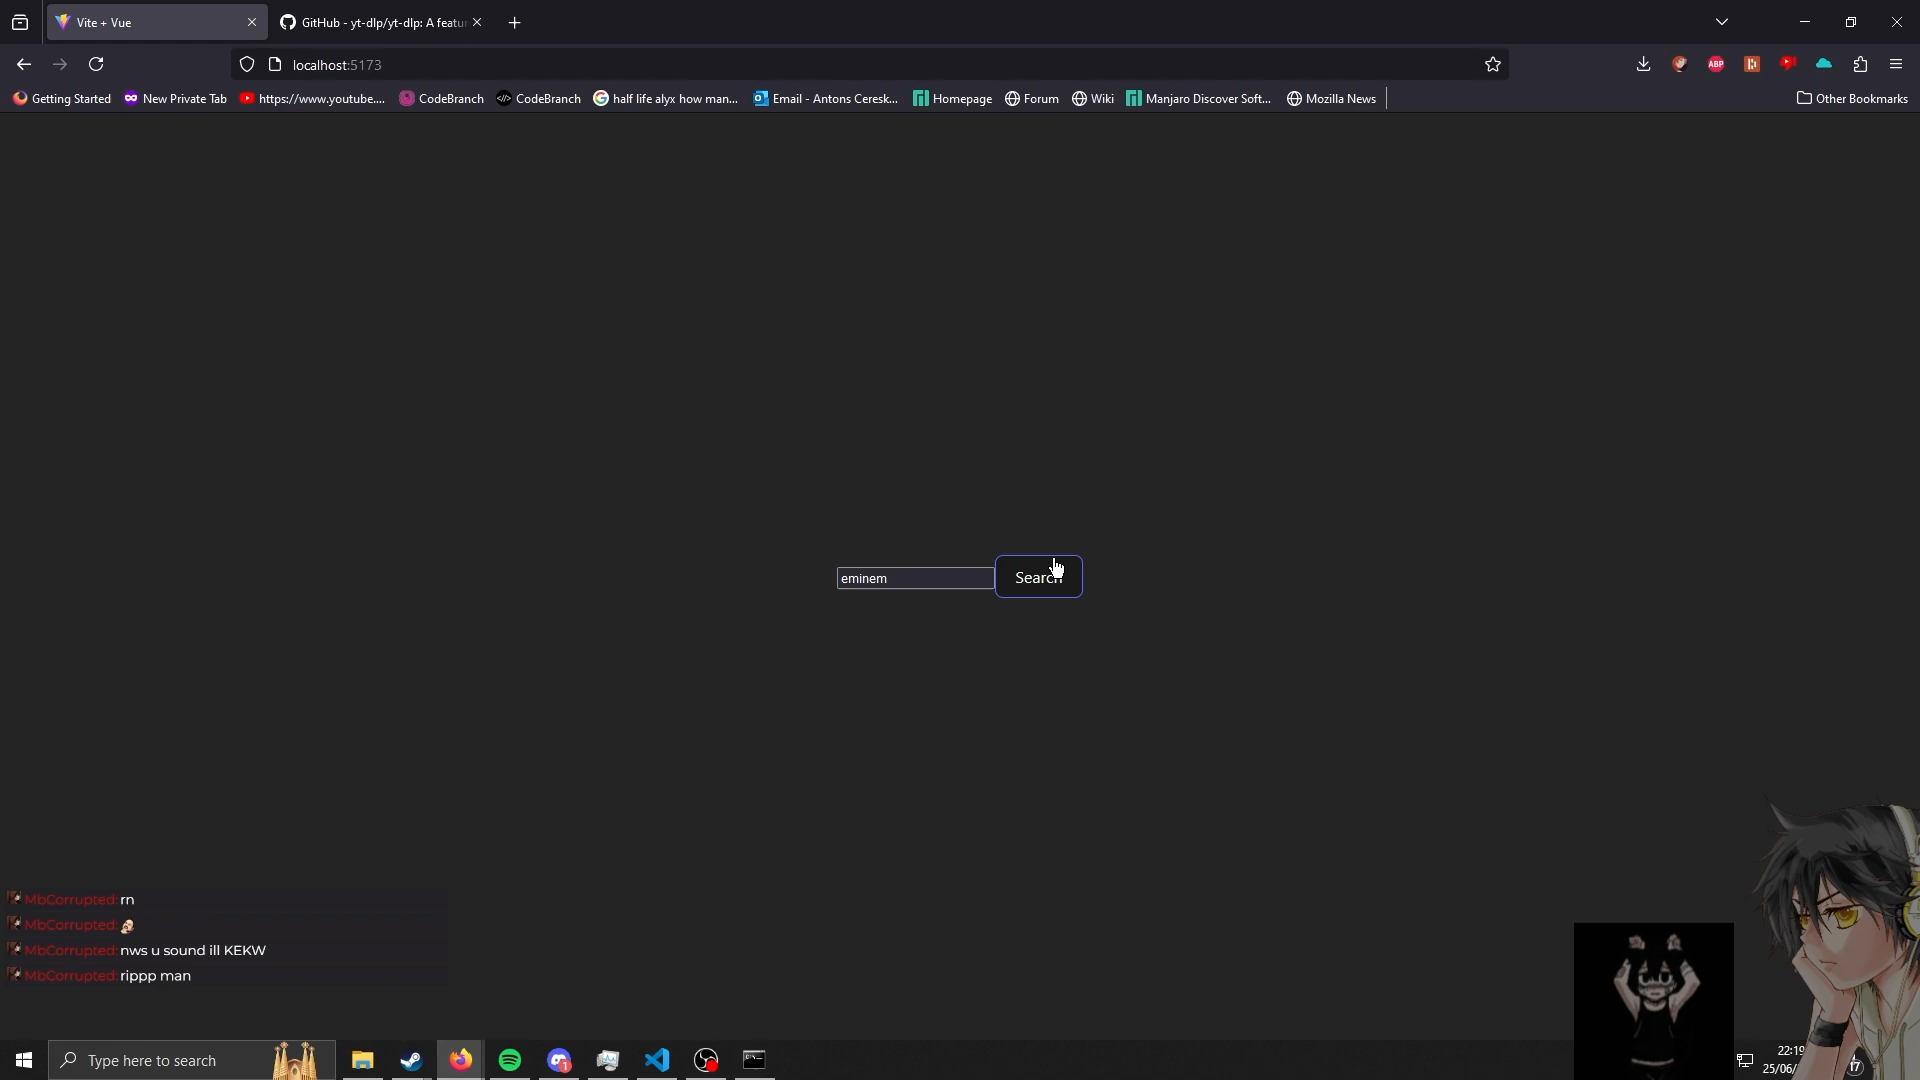 Vite + Vue
GitHub - yt-dlp/yt-dlp: A featu
localhost:5173
ABP
Getting Started
New Private Tab
https://www.youtube....
CodeBranch
CodeBranch
half life alyx how man...
Email - Antons Ceresk...
Homepage
Forum
Wiki
Manjaro Discover Soft...
Mozilla News
Other Bookmarks
eminem
Search
MbCorrupted: rn
MbCorrupted:
MbCorrupted: nws u sound ill KEKW
MbCorrupted: rippp man
Type here to search
1
22:19
25/06/
17